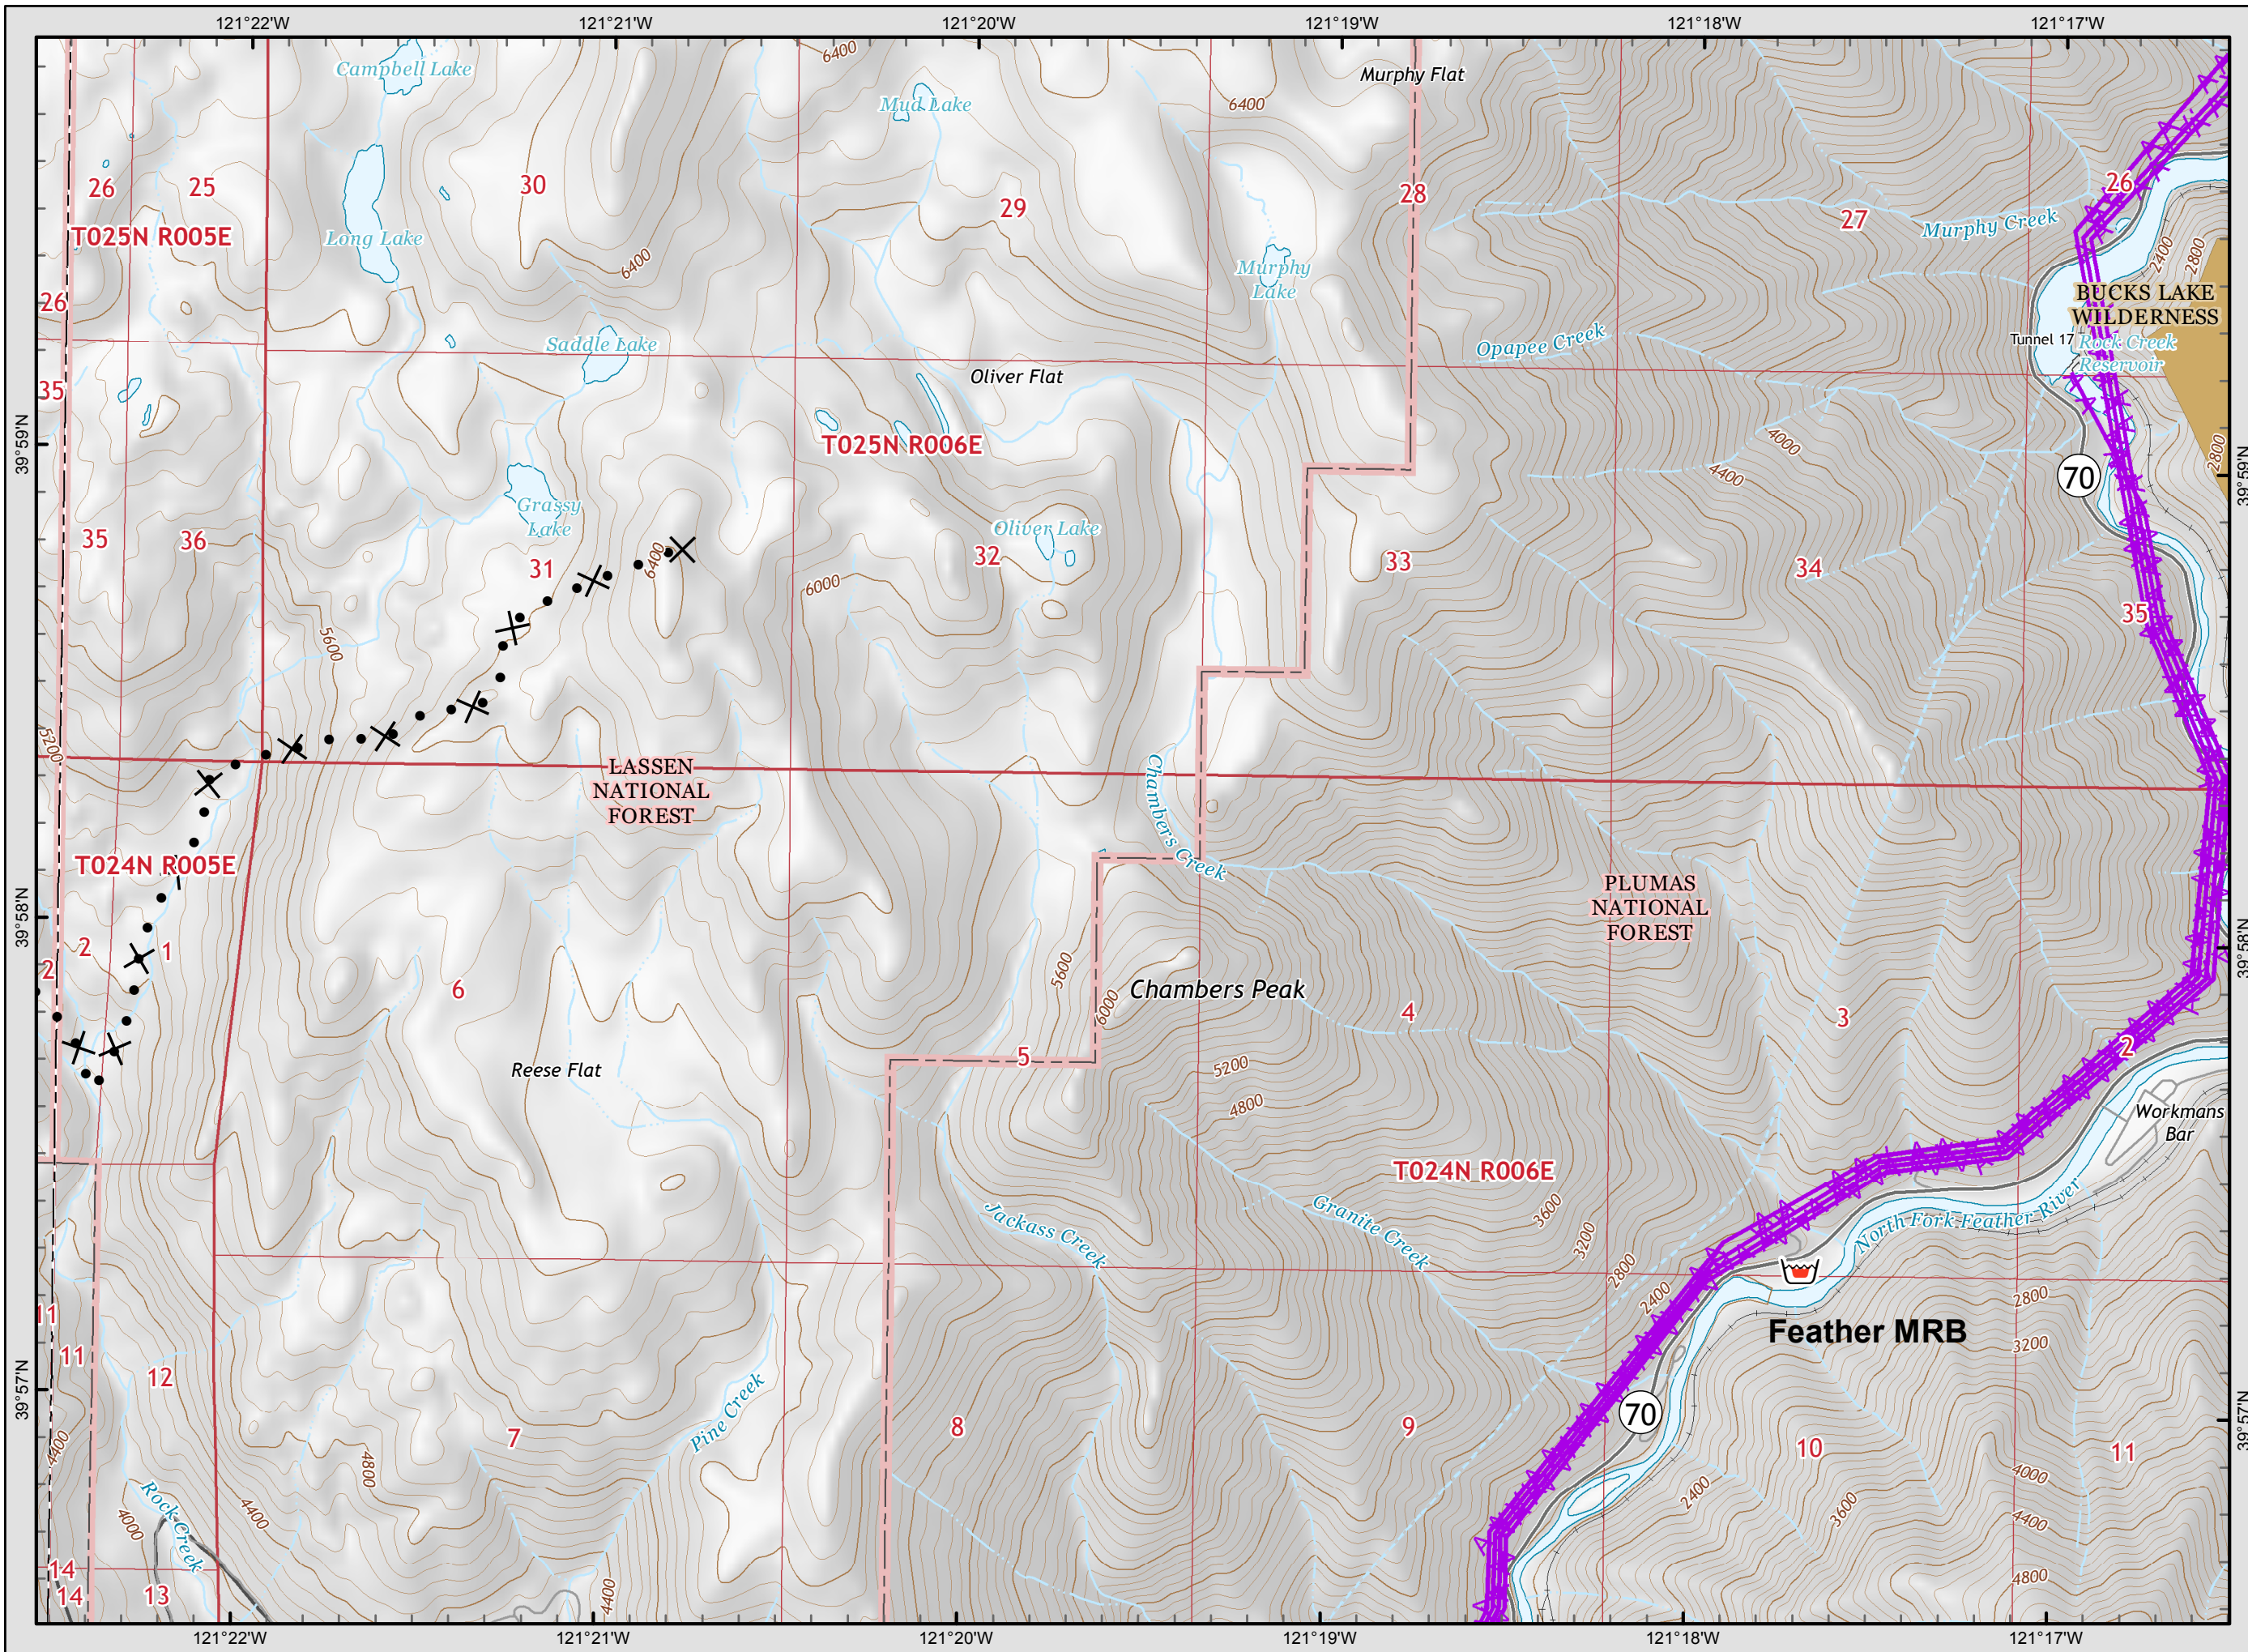 121°22'W
121°21'W
121°20'W
121°19'W
121°18'W
121°17'W
Campbell Lake
6400
Mud Lake
6400
Murphy Flat
26
25
30
29
28
26
27
Murphy Creek
T025N R005E
Long Lake
6400
Murphy
Lake
2400
2800
26
BUCKS LAKE
WILDERNESS
Tunnel 17
Rock Creek
Reservoir
Saddle Lake
Opapee Creek
Oliver Flat
35
39°59'N
T025N R006E
4000
4400
70
2800
39°59'N
Grassy
Lake
Oliver Lake
35
36
31
6400
6000
32
33
34
35
5600
5200
LASSEN
NATIONAL
FOREST
Chambers Creek
T024N R005E
PLUMAS
NATIONAL
FOREST
39°58'N
39°58'N
2
1
2
6
5600
6000
Chambers Peak
4
3
2
5
Reese Flat
5200
4800
Workmans
Bar
T024N R006E
Jackass Creek
Granite Creek
3600
3200
2800
2400
North Fork Feather River
11
11
12
2800
3200
Feather MRB
39°57'N
39°57'N
70
4400
7
Pine Creek
8
9
10
11
4800
4400
4000
Rock Creek
2400
3600
4000
4400
4800
14
14
13
4400
121°22'W
121°21'W
121°20'W
121°19'W
121°18'W
121°17'W